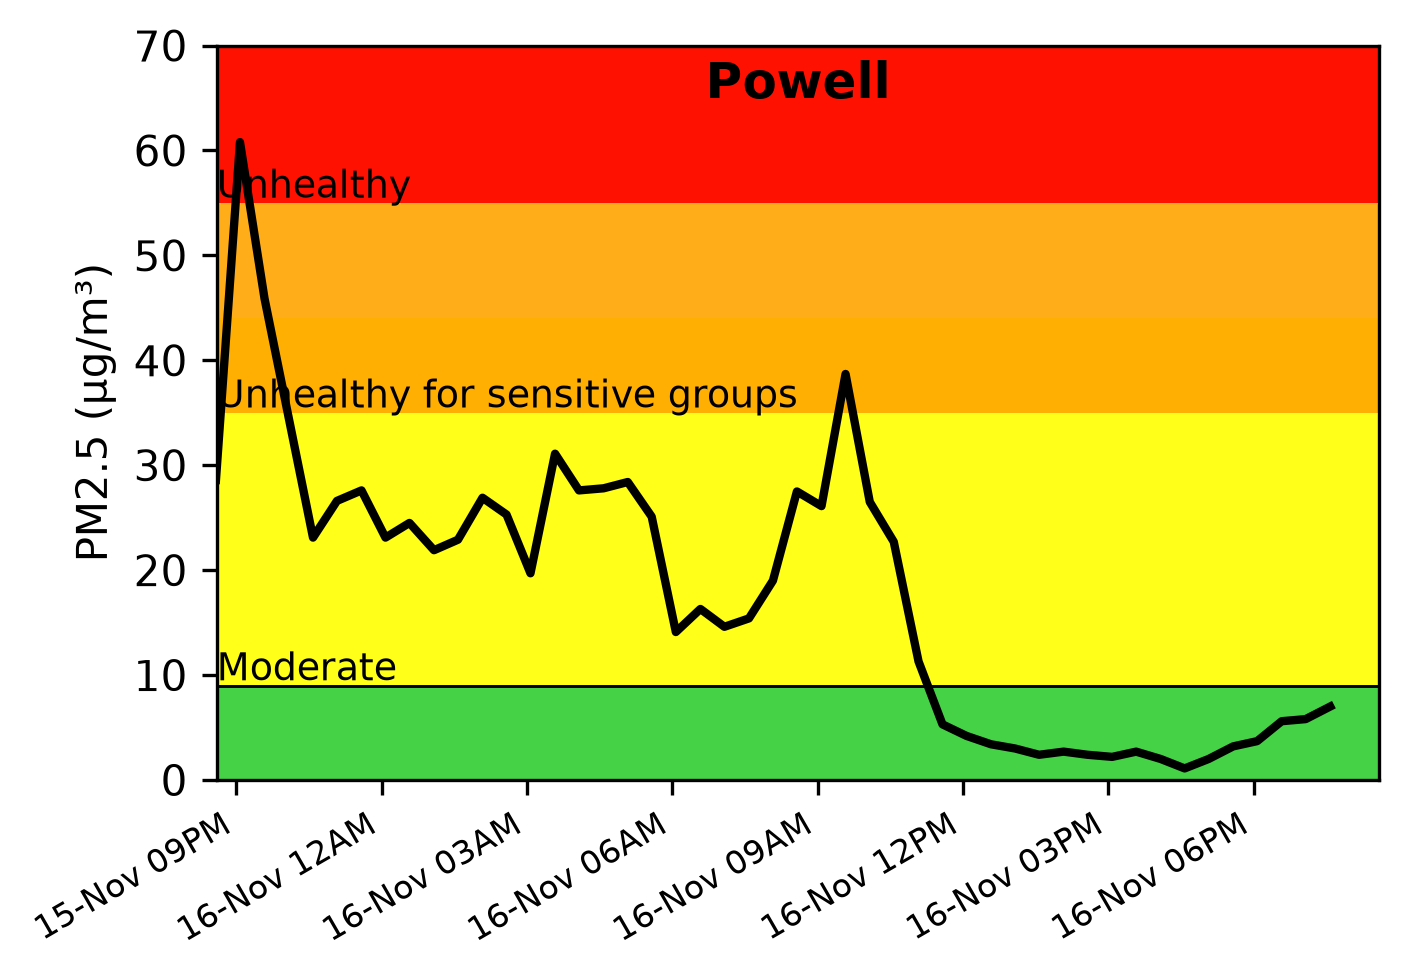 Powell
PM2.5 (µg/m³)
70
60
50
40
30
20
10
0
Unhealthy
Unhealthy for sensitive groups
Moderate
15-Nov 09PM
16-Nov 12AM
16-Nov 03AM
16-Nov 06AM
16-Nov 09AM
16-Nov 12PM
16-Nov 03PM
16-Nov 06PM